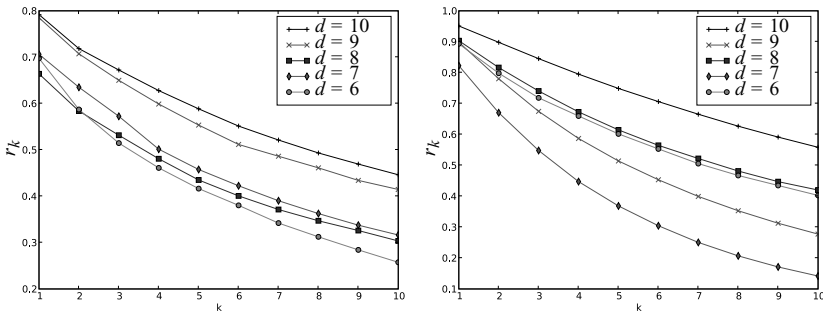 0.8
0.7
0.6
0.5
0.4
0.3
0.2
r_k
1 2 3 4 5 6 7 8 9 10
k
d = 10
d = 9
d = 8
d = 7
d = 6
1.0
0.9
0.8
0.7
0.6
0.5
0.4
0.3
0.2
0.1
r_k
1 2 3 4 5 6 7 8 9 10
k
d = 10
d = 9
d = 8
d = 7
d = 6